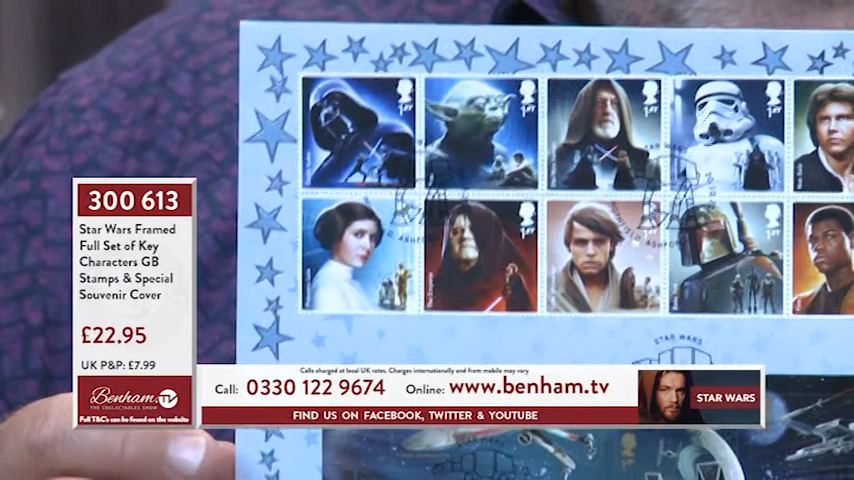 1ST 1ST 1ST 1ST
STAR WARS
1ST 1ST 1ST 1ST
ASHFORD
STAR WARS
300 613
Star Wars Framed
Full Set of Key
Characters GB
Stamps & Special
Souvenir Cover
£22.95
UK P&P: £7.99
Benham.TV
THE COLLECTABLES SHOW
Full T&C's can be found on the website
Calls charged at local UK rates. Charges internationally and from mobile may vary
Call: 0330 122 9674 Online: www.benham.tv
STAR WARS
FIND US ON FACEBOOK, TWITTER & YOUTUBE